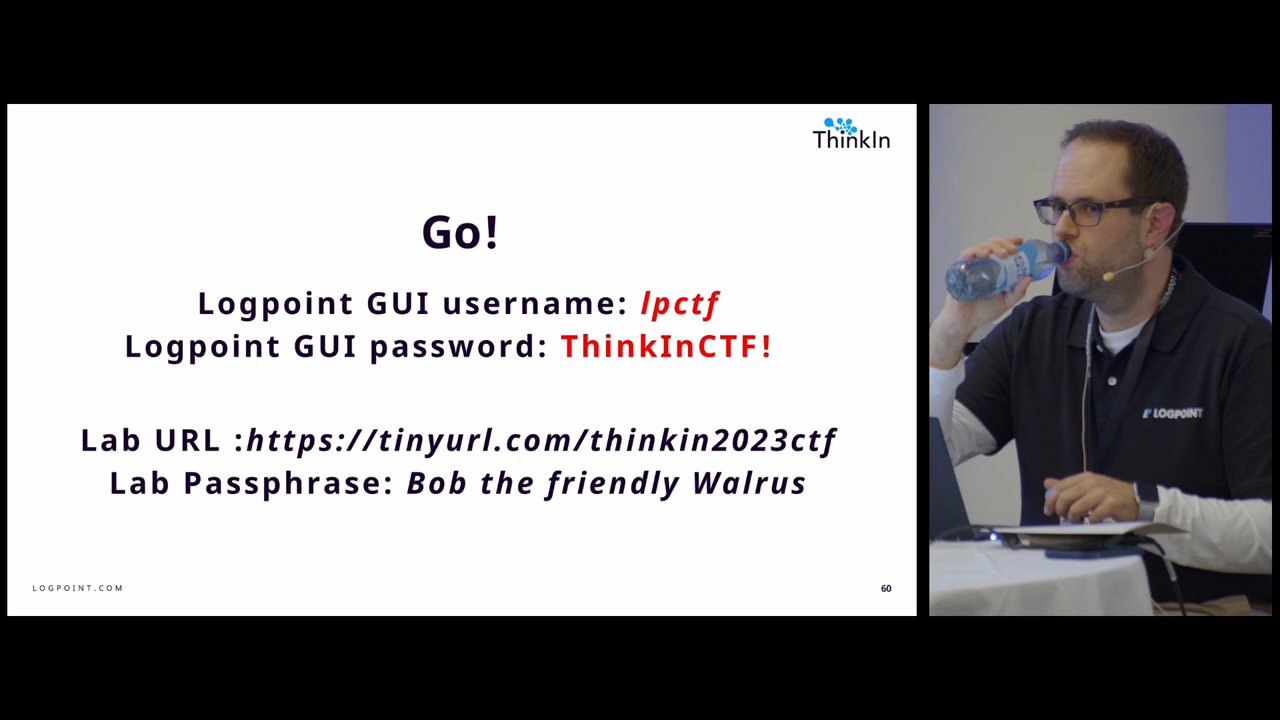 ThinkIn
Go!
Logpoint GUI username: lpctf
Logpoint GUI password: ThinkInCTF!
Lab URL :https://tinyurl.com/thinkin2023ctf
Lab Passphrase: Bob the friendly Walrus
LOGPOINT.COM
60
LOGPOINT